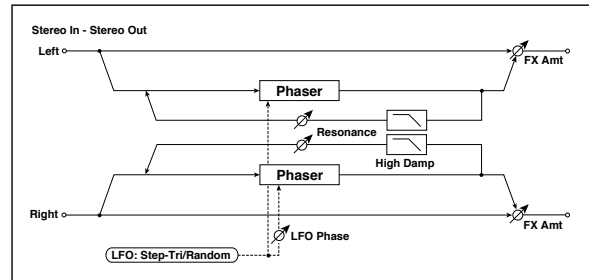 Stereo In - Stereo Out
Left
FX Amt
Phaser
Resonance
High Damp
Phaser
Right
FX Amt
LFO Phase
LFO: Step-Tri/Random